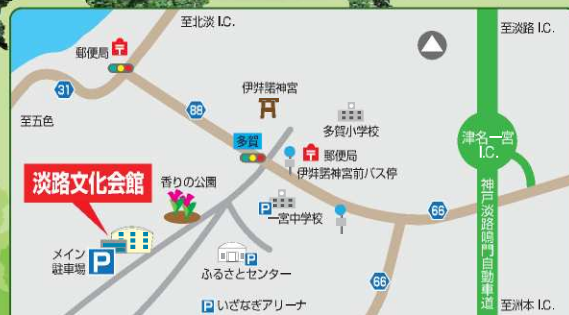 至北淡 I.C.
至淡路 I.C.
郵便局
31
至五色
88
伊弉諾神宮
多賀小学校
多賀
郵便局
伊弉諾神宮前バス停
津名一宮
I.C.
淡路文化会館
香りの公園
P
一宮中学校
66
神戸淡路鳴門自動車道
メイン
駐車場
P
P
ふるさとセンター
66
P いざなぎアリーナ
至洲本 I.C.